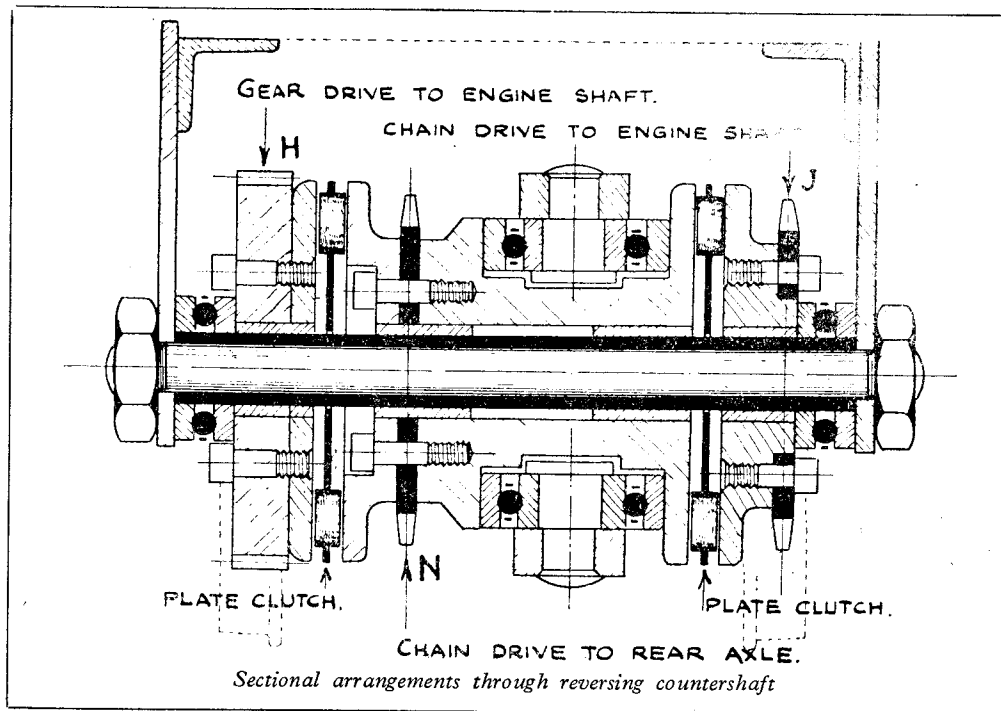 GEAR DRIVE TO ENGINE SHAFT.
CHAIN DRIVE TO ENGINE
H
J
N
PLATE CLUTCH.
PLATE CLUTCH.
CHAIN DRIVE TO REAR AXLE.
Sectional arrangements through reversing countershaft